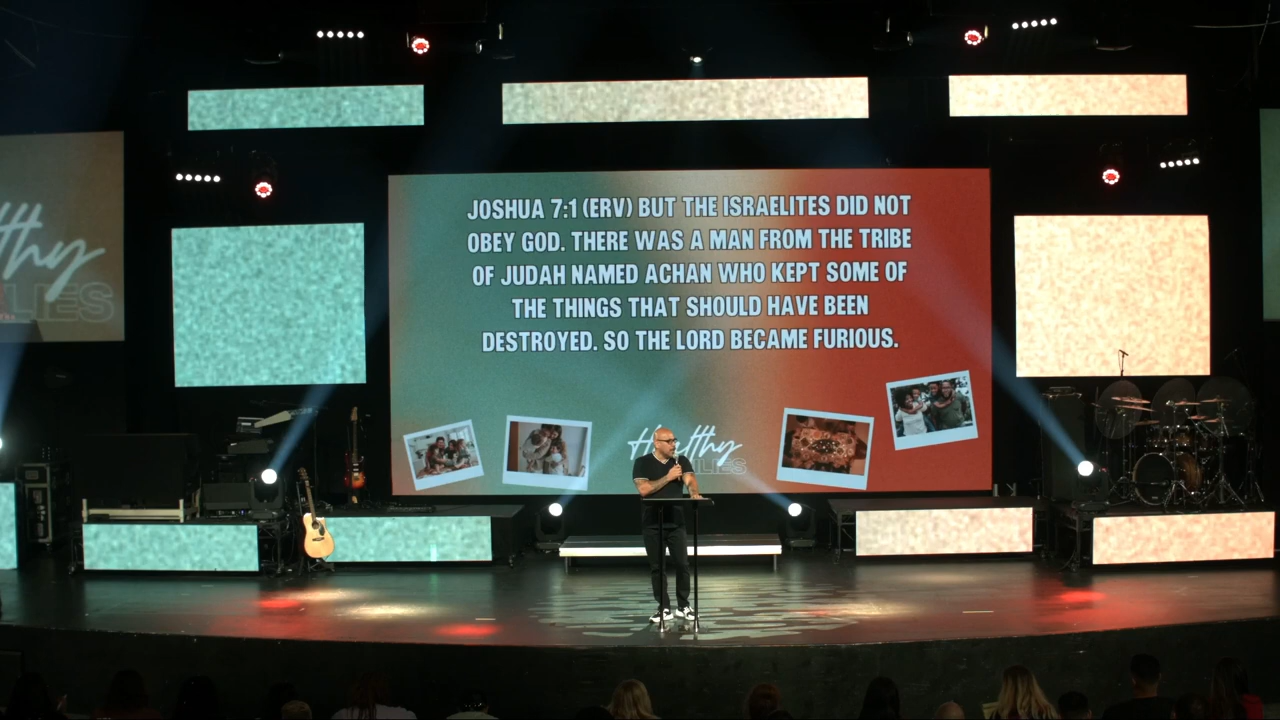 JOSHUA 7:1 (ERV) BUT THE ISRAELITES DID NOT
OBEY GOD. THERE WAS A MAN FROM THE TRIBE
OF JUDAH NAMED ACHAN WHO KEPT SOME OF
THE THINGS THAT SHOULD HAVE BEEN
DESTROYED. SO THE LORD BECAME FURIOUS.